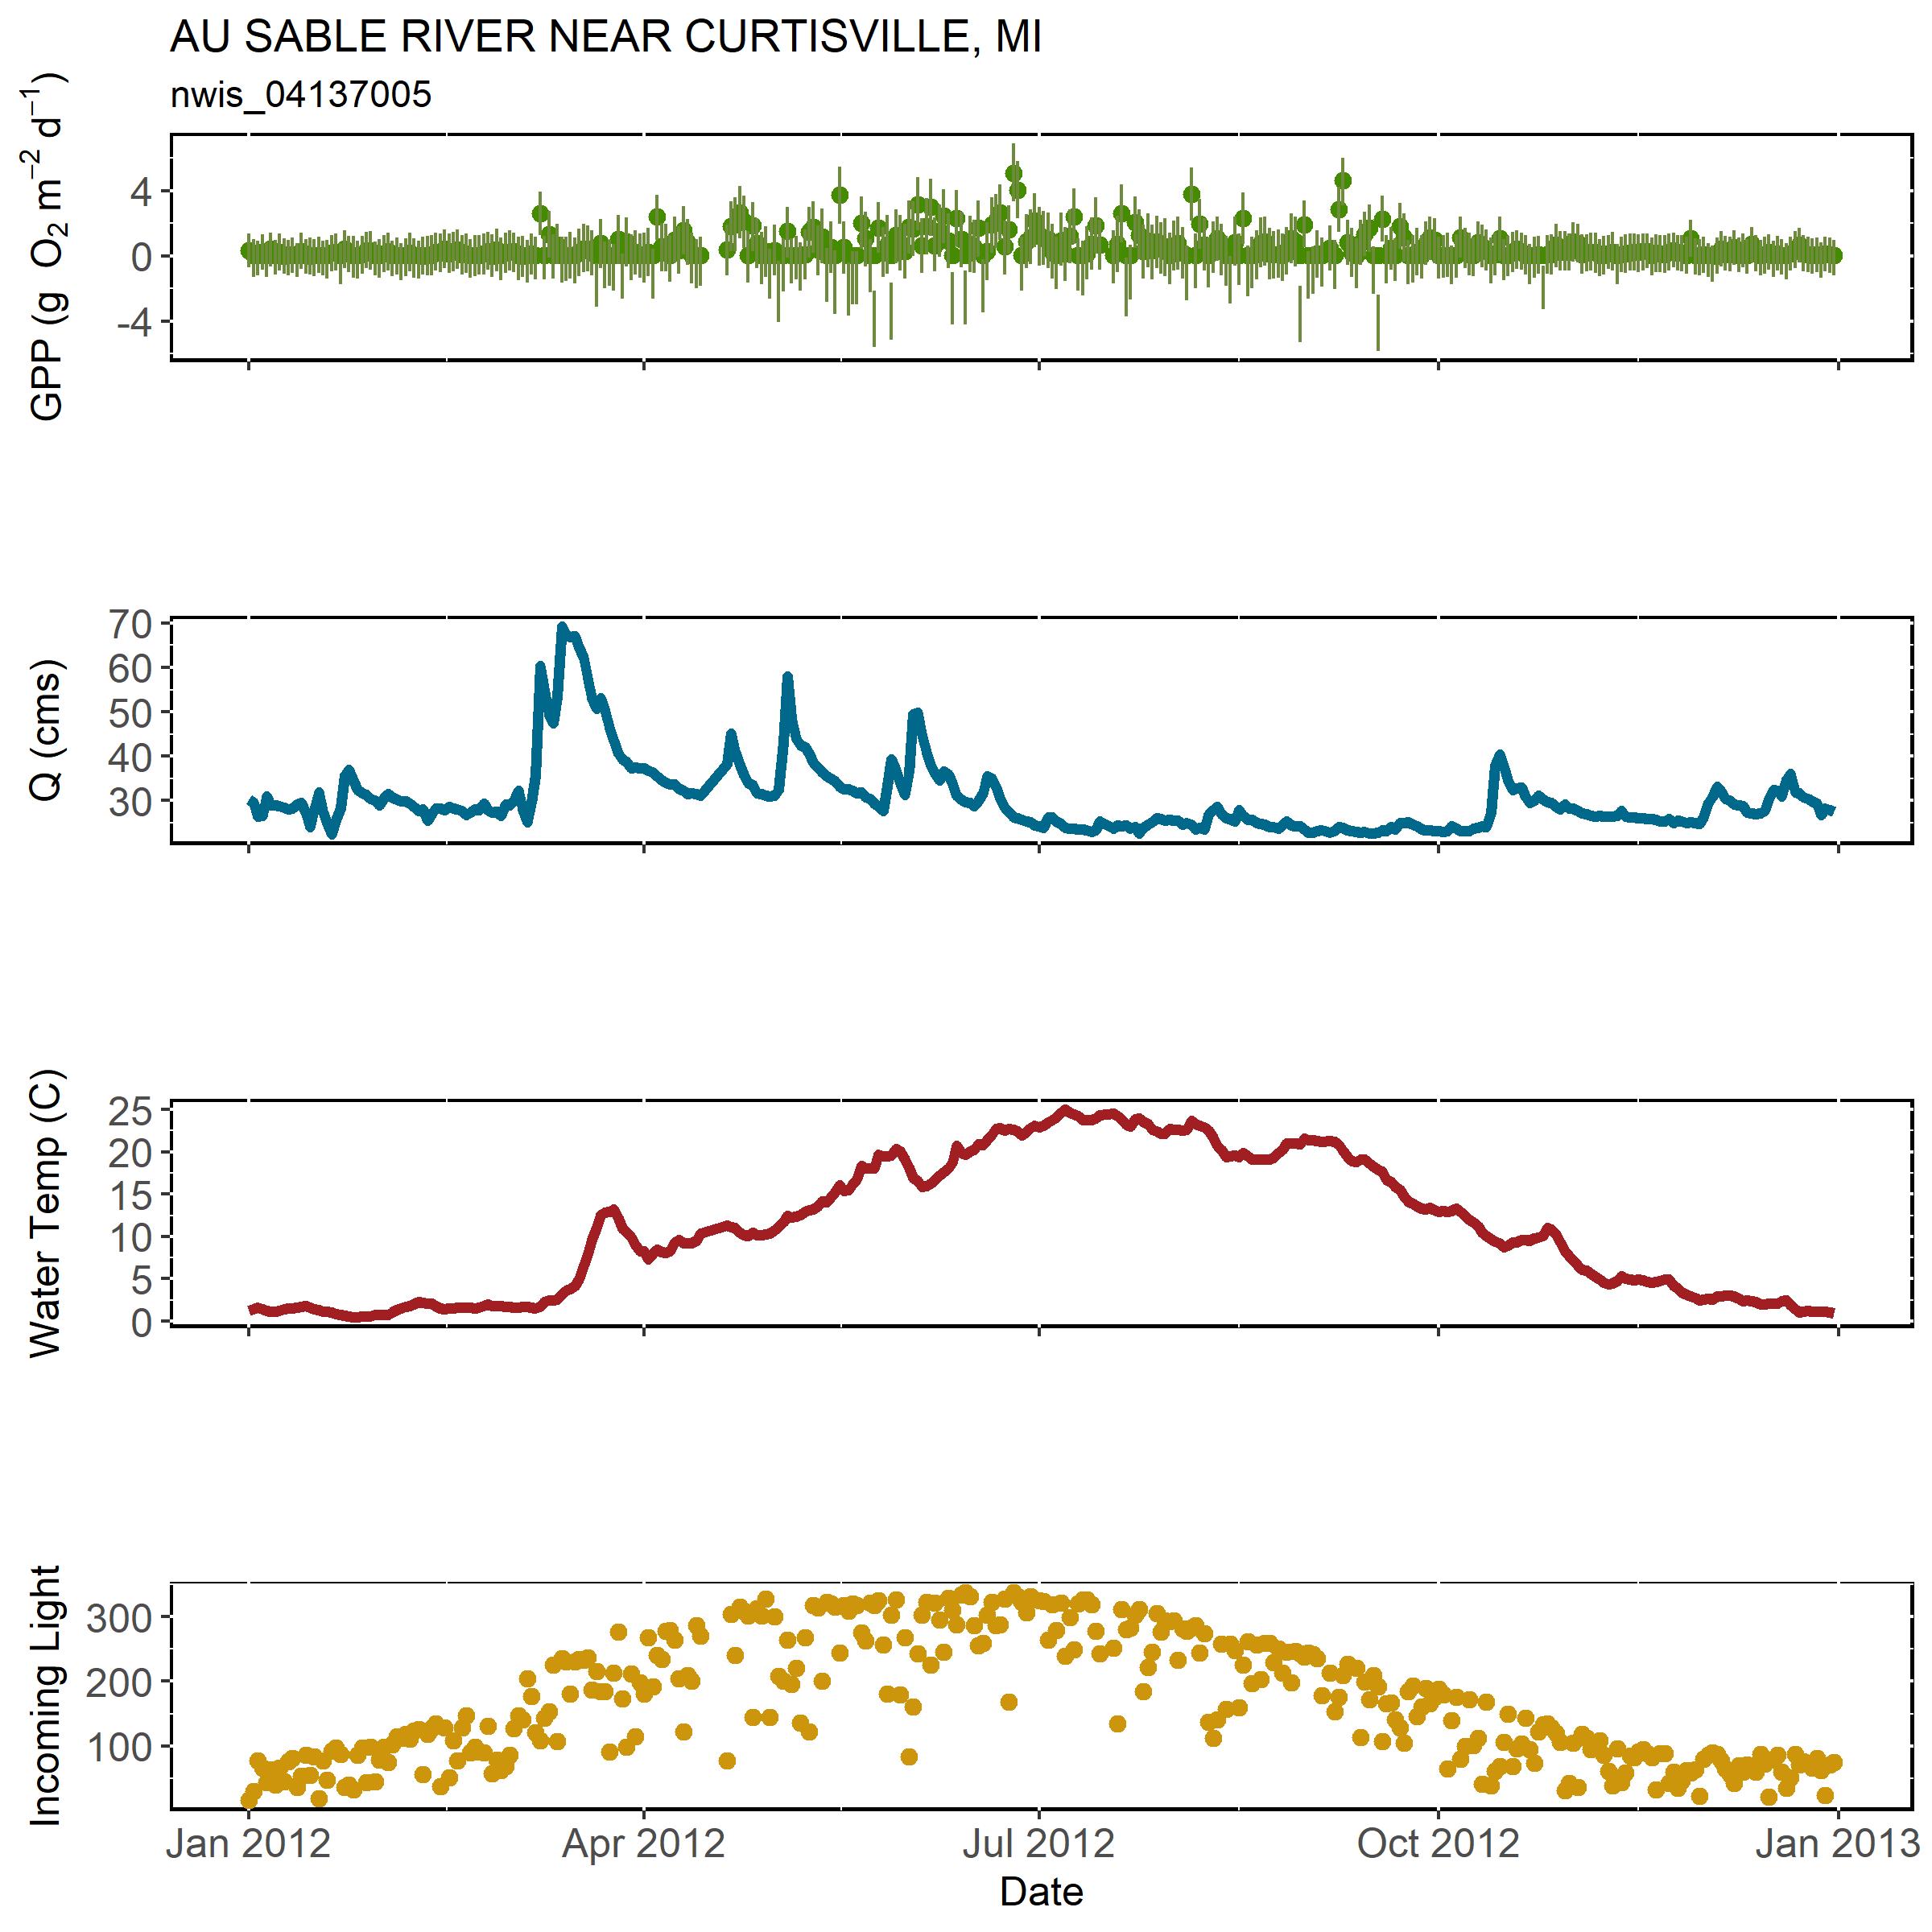 AU SABLE RIVER NEAR CURTISVILLE, MI
nwis_04137005
GPP (g O₂ m⁻² d⁻¹)
4
0
-4
Q (cms)
70
60
50
40
30
Water Temp (C)
25
20
15
10
5
0
Incoming Light
300
200
100
Jan 2012 Apr 2012 Jul 2012 Oct 2012 Jan 2013
Date